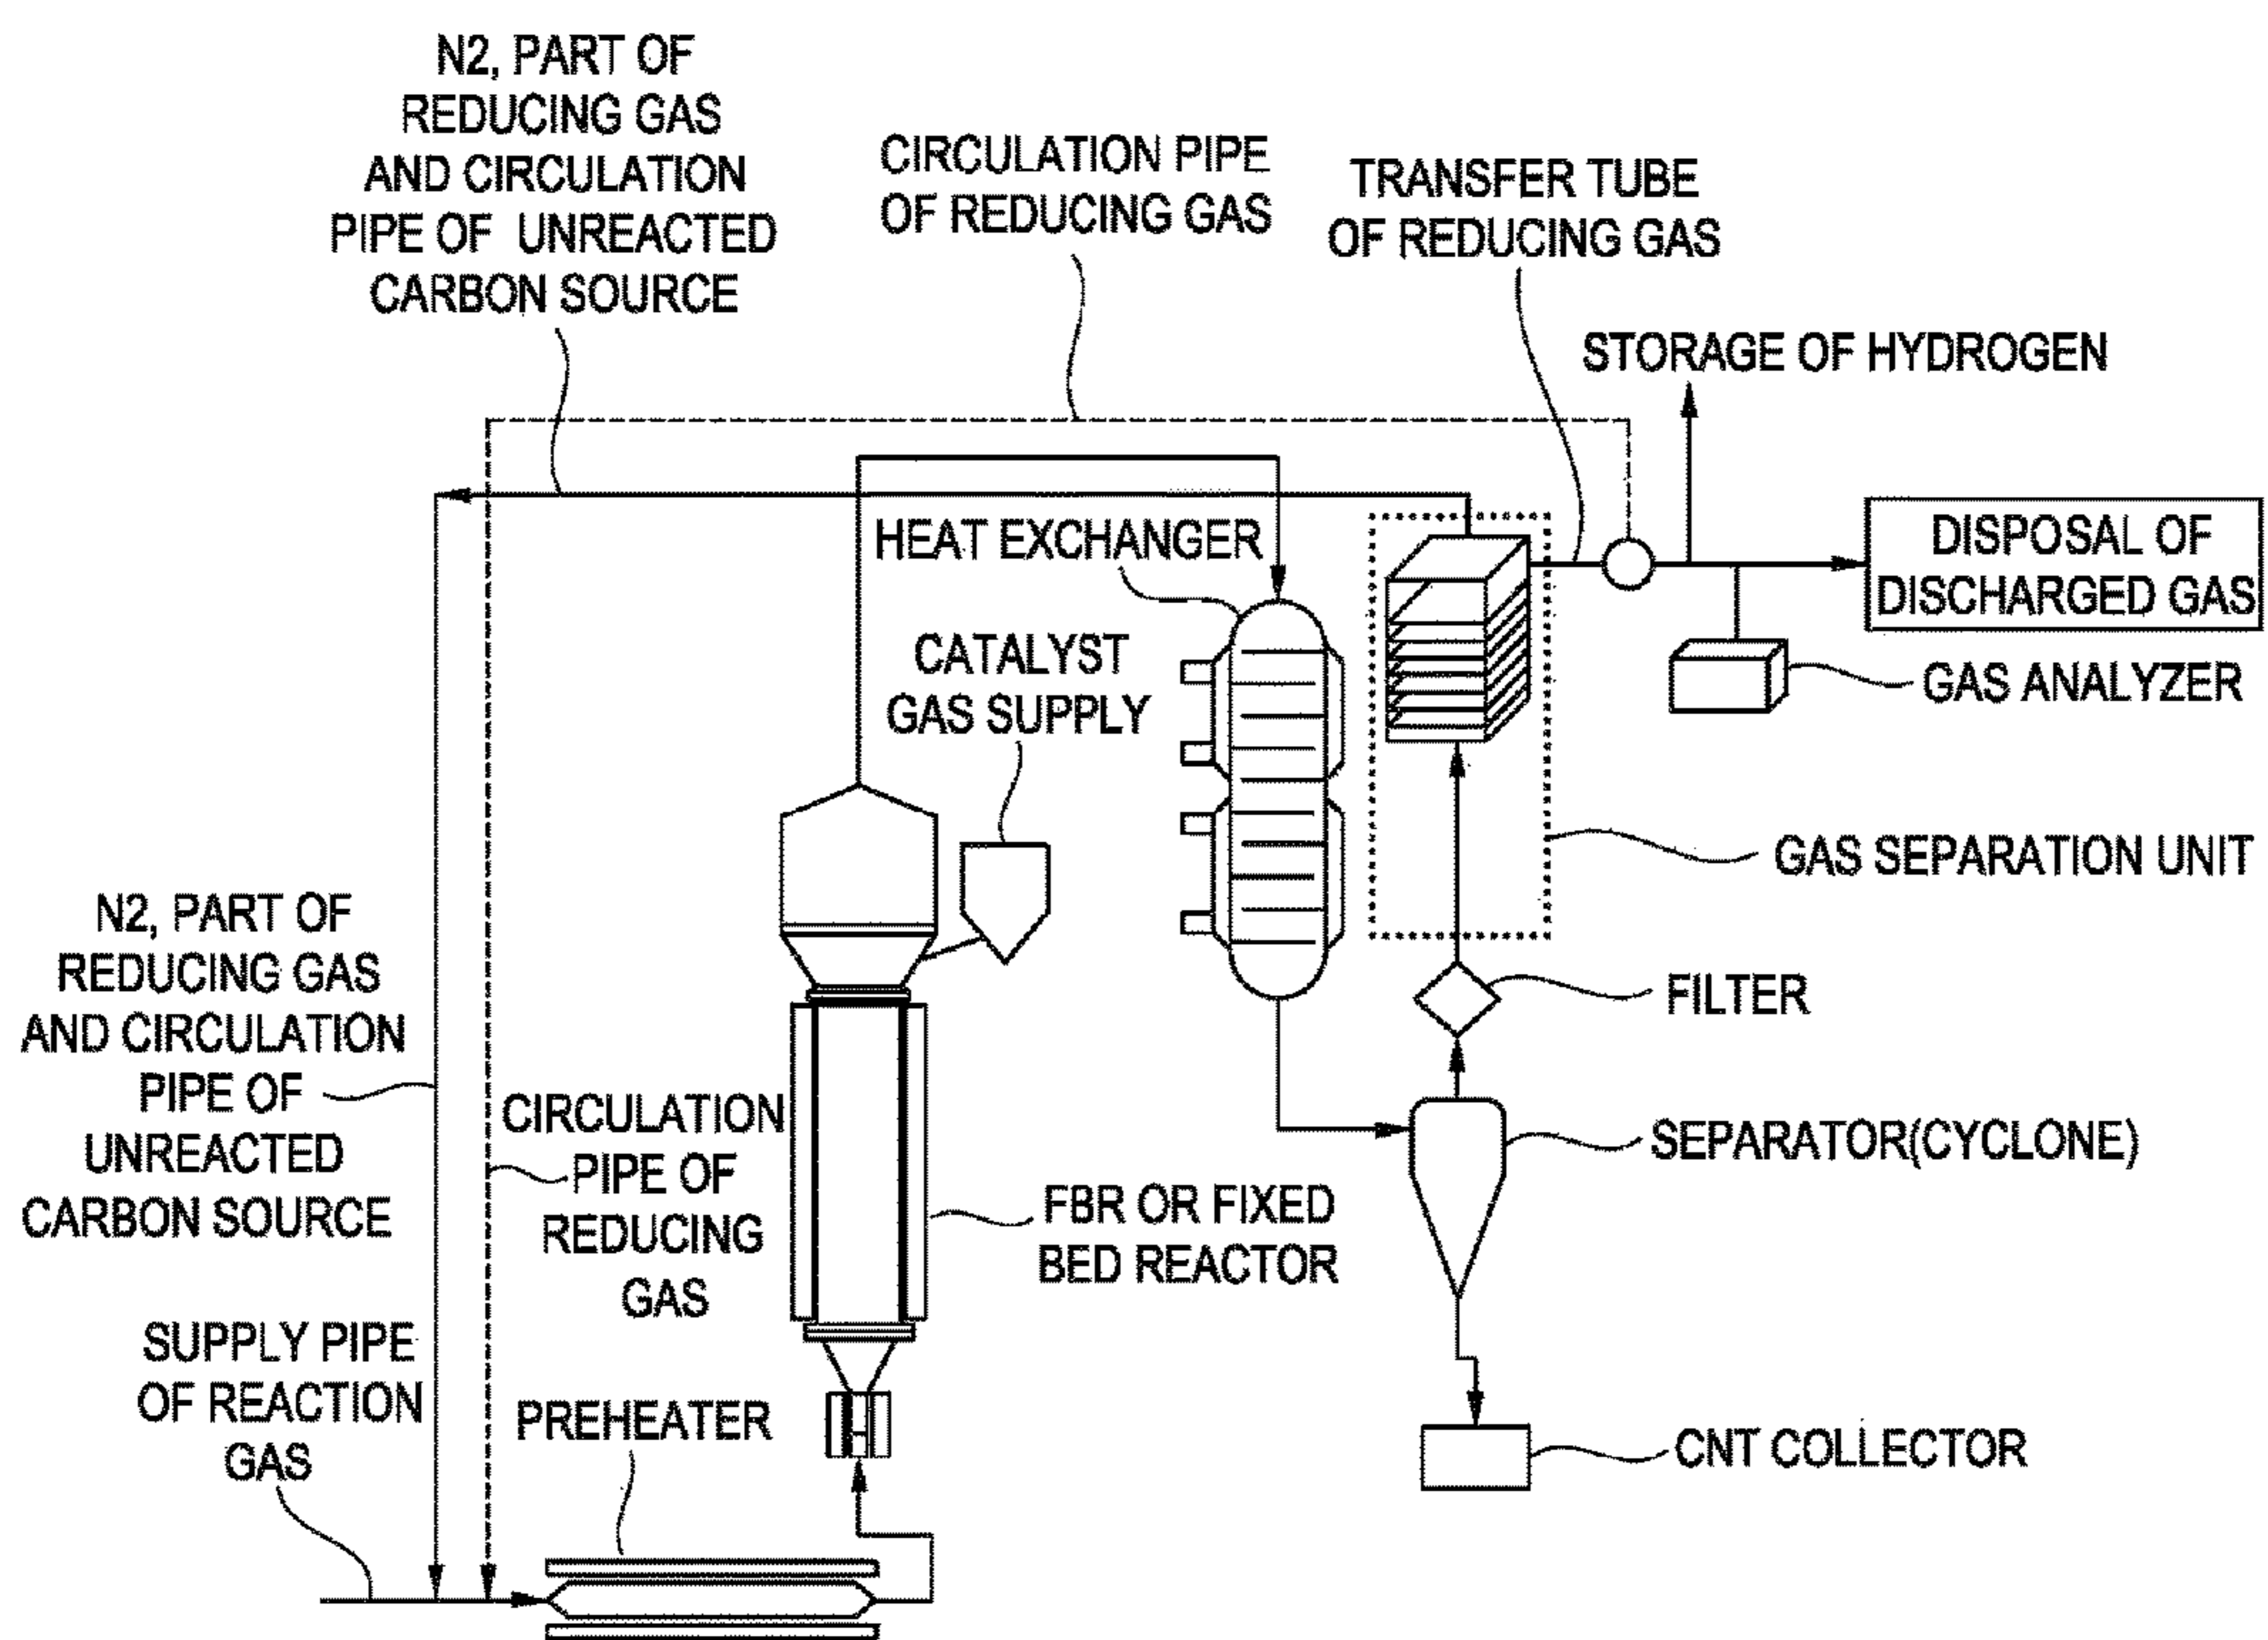 N2, PART OF
REDUCING GAS
AND CIRCULATION
PIPE OF UNREACTED
CARBON SOURCE
CIRCULATION PIPE
OF REDUCING GAS
TRANSFER TUBE
OF REDUCING GAS
STORAGE OF HYDROGEN
HEAT EXCHANGER
DISPOSAL OF
DISCHARGED GAS
CATALYST
GAS SUPPLY
GAS ANALYZER
GAS SEPARATION UNIT
N2, PART OF
REDUCING GAS
AND CIRCULATION
PIPE OF
UNREACTED
CARBON SOURCE
FILTER
CIRCULATION
PIPE OF
REDUCING
GAS
SEPARATOR(CYCLONE)
FBR OR FIXED
BED REACTOR
SUPPLY PIPE
OF REACTION
GAS
PREHEATER
CNT COLLECTOR